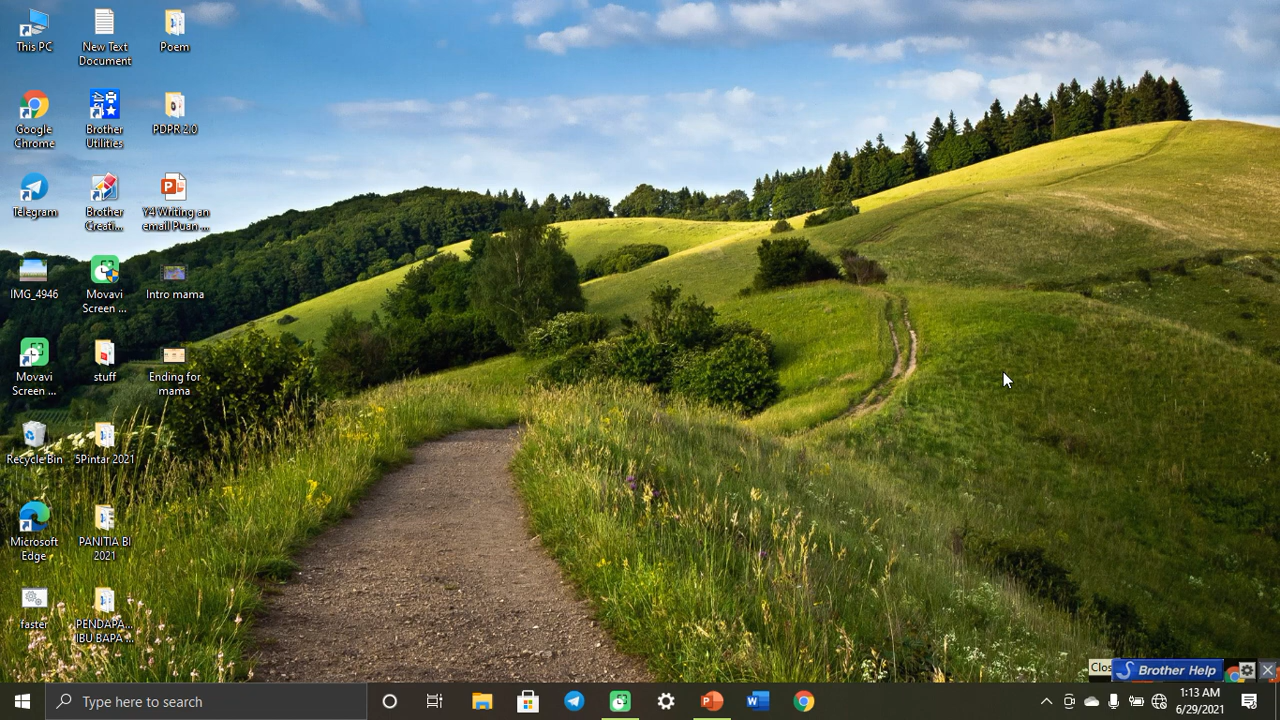 This PC
New Text
Document
Poem
Google
Chrome
Brother
Utilities
PDPR 2.0
Telegram
Brother
Creati...
Y4 Writing an
email Puan ...
IMG_4946
Movavi
Screen ...
Intro mama
Movavi
Screen ...
stuff
Ending for
mama
Recycle Bin
5Pintar 2021
Microsoft
Edge
PANITIA BI
2021
faster
PENDAPA...
IBU BAPA ...
Clos
Brother Help
Type here to search
1:13 AM
6/29/2021